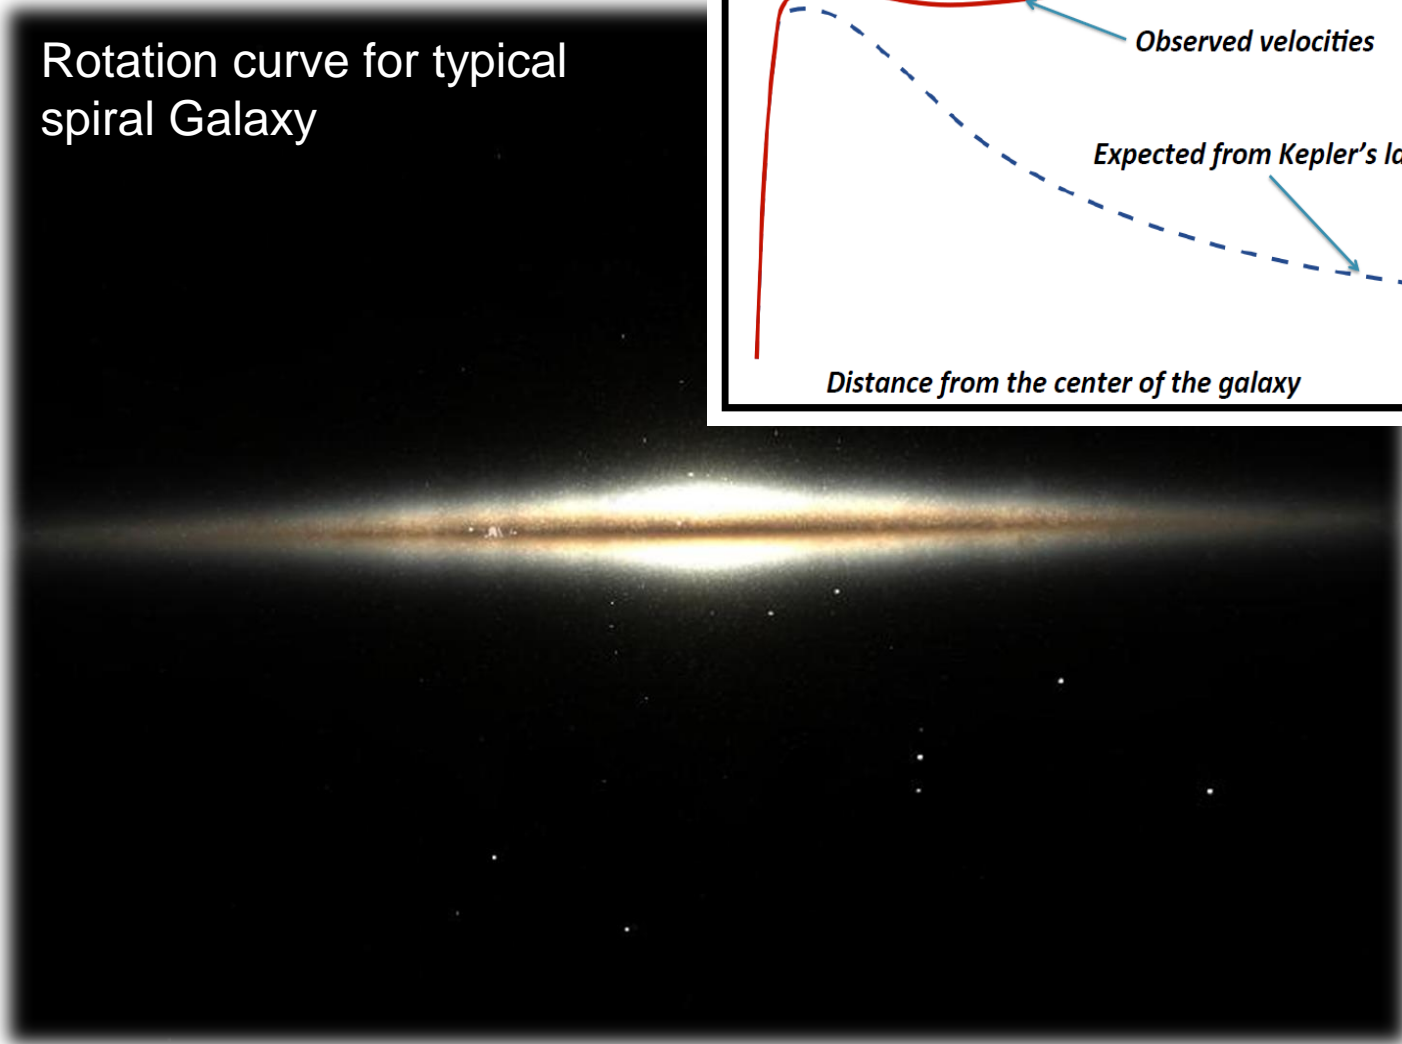 Rotation curve for typical
spiral Galaxy
Observed velocities
Expected from Kepler’s
Distance from the center of the galaxy